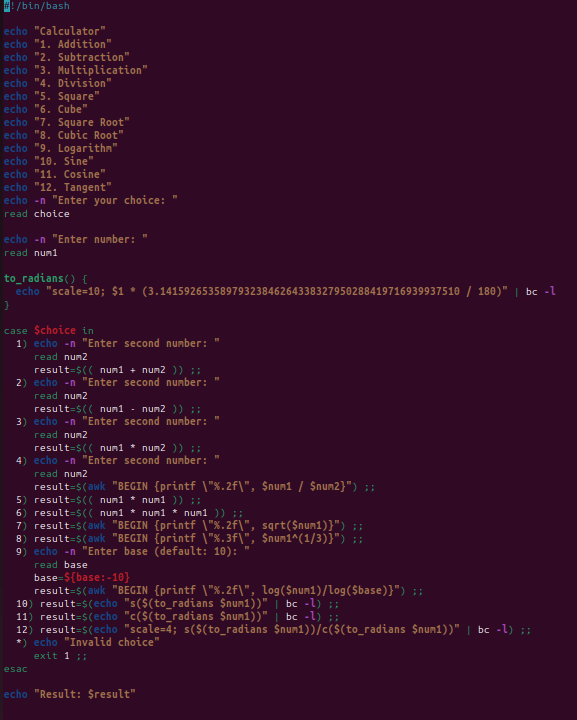 #!/bin/bash

echo "Calculator"
echo "1. Addition"
echo "2. Subtraction"
echo "3. Multiplication"
echo "4. Division"
echo "5. Square"
echo "6. Cube"
echo "7. Square Root"
echo "8. Cubic Root"
echo "9. Logarithm"
echo "10. Sine"
echo "11. Cosine"
echo "12. Tangent"
echo -n "Enter your choice: "
read choice

echo -n "Enter number: "
read num1

to_radians() {
  echo "scale=10; $1 * (3.14159265358979323846264338327950288419716939937510 / 180)" | bc -l
}

case $choice in
  1) echo -n "Enter second number: "
     read num2
     result=$(( num1 + num2 )) ;;
  2) echo -n "Enter second number: "
     read num2
     result=$(( num1 - num2 )) ;;
  3) echo -n "Enter second number: "
     read num2
     result=$(( num1 * num2 )) ;;
  4) echo -n "Enter second number: "
     read num2
     result=$(awk "BEGIN {printf \"%.2f\", $num1 / $num2}") ;;
  5) result=$(( num1 * num1 )) ;;
  6) result=$(( num1 * num1 * num1 )) ;;
  7) result=$(awk "BEGIN {printf \"%.2f\", sqrt($num1)}") ;;
  8) result=$(awk "BEGIN {printf \"%.3f\", $num1^(1/3)}") ;;
  9) echo -n "Enter base (default: 10): "
     read base
     base=${base:-10}
     result=$(awk "BEGIN {printf \"%.2f\", log($num1)/log($base)}") ;;
  10) result=$(echo "s($(to_radians $num1))" | bc -l) ;;
  11) result=$(echo "c($(to_radians $num1))" | bc -l) ;;
  12) result=$(echo "scale=4; s($(to_radians $num1))/c($(to_radians $num1))" | bc -l) ;;
  *) echo "Invalid choice"
     exit 1 ;;
esac

echo "Result: $result"